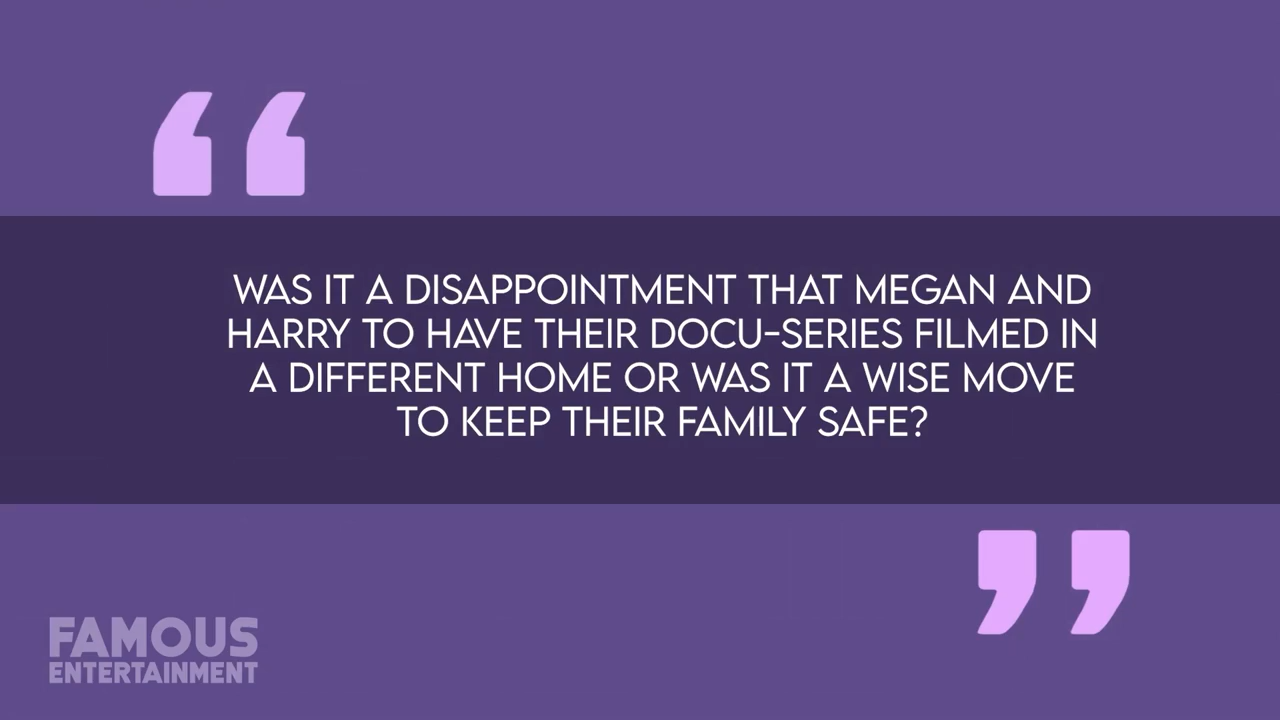 WAS IT A DISAPPOINTMENT THAT MEGAN AND
HARRY TO HAVE THEIR DOCU-SERIES FILMED IN
A DIFFERENT HOME OR WAS IT A WISE MOVE
TO KEEP THEIR FAMILY SAFE?
FAMOUS
ENTERTAINMENT